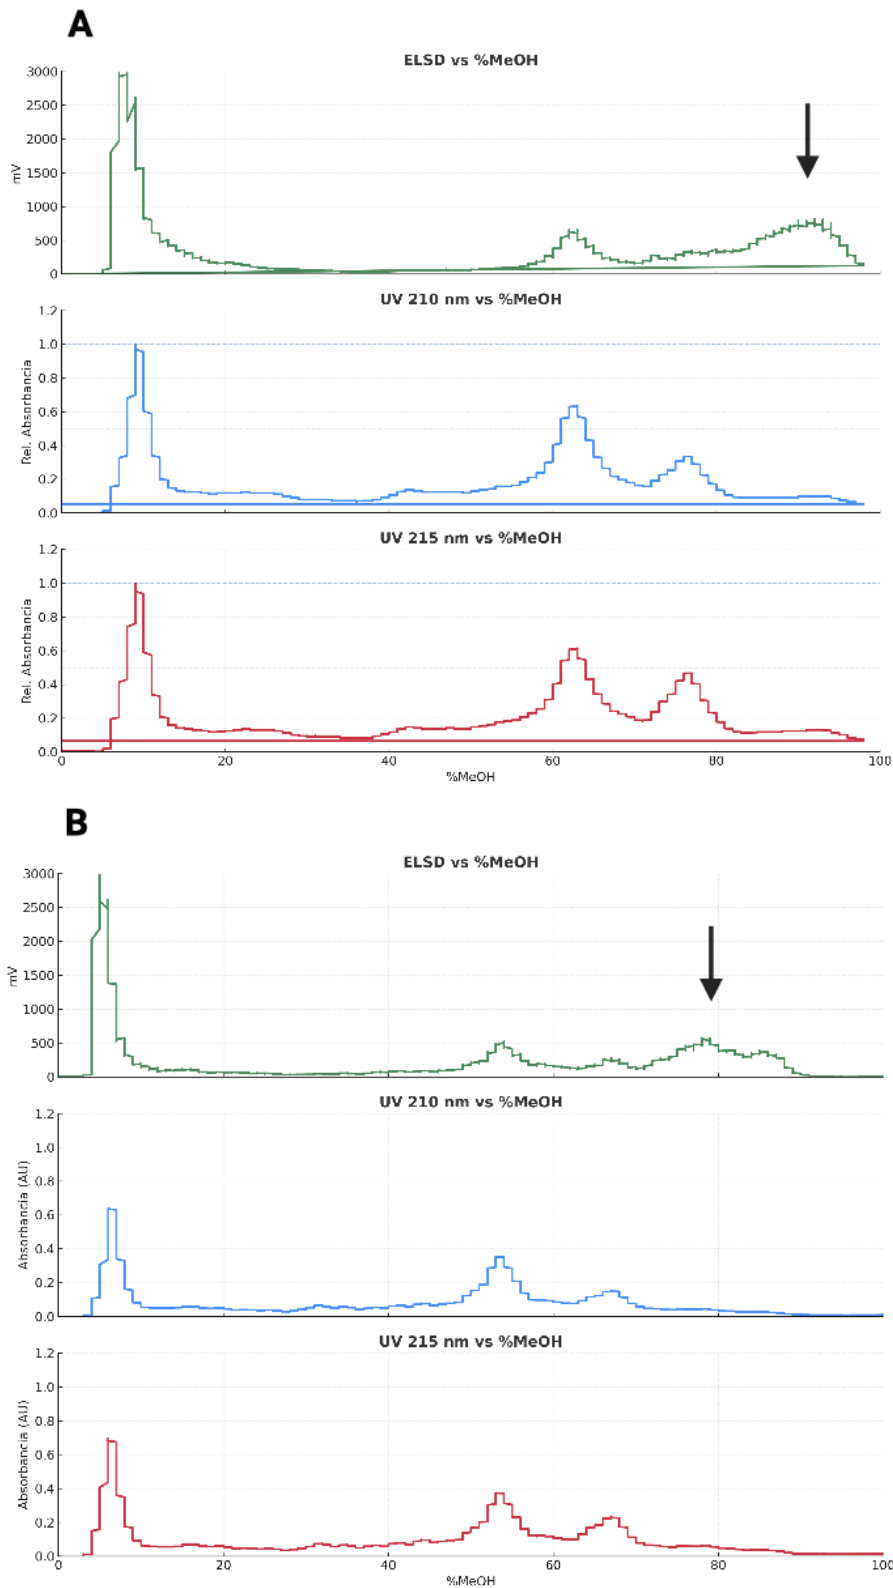 A
ELSD vs %MeOH
3000
2500
2000
1500
1000
500
0
mV
UV 210 nm vs %MeOH
1.2
1.0
0.8
0.6
0.4
0.2
0.0
Rel. Absorbancia
UV 215 nm vs %MeOH
1.2
1.0
0.8
0.6
0.4
0.2
0.0
Rel. Absorbancia
0 20 40 60 80 100
%MeOH
B
ELSD vs %MeOH
3000
2500
2000
1500
1000
500
0
mV
UV 210 nm vs %MeOH
1.2
1.0
0.8
0.6
0.4
0.2
0.0
Absorbancia (AU)
UV 215 nm vs %MeOH
1.2
1.0
0.8
0.6
0.4
0.2
0.0
Absorbancia (AU)
0 20 40 60 80 100
%MeOH